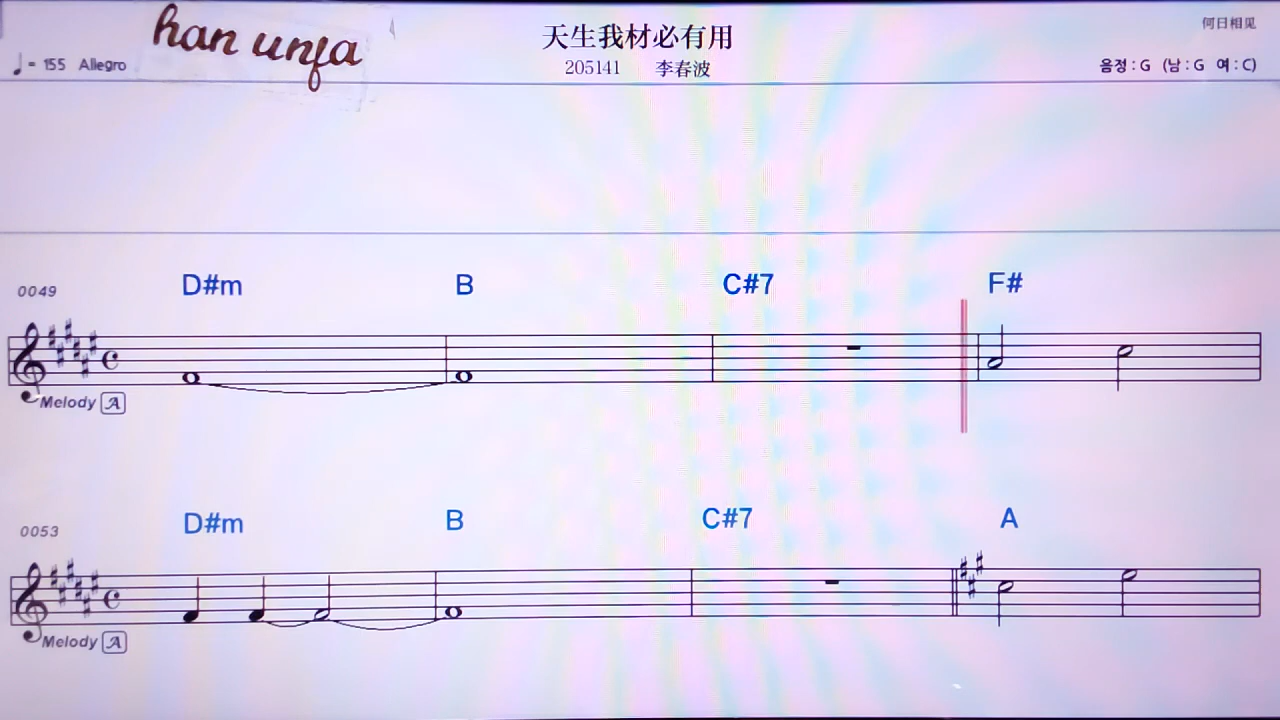 han unfa
天生我材必有用
何日相见
♩= 155 Allegro
205141 李春波
음정 : G (남 : G 여 : C)
0049 D#m B C#7 F#
Melody A
0053 D#m B C#7 A
Melody A